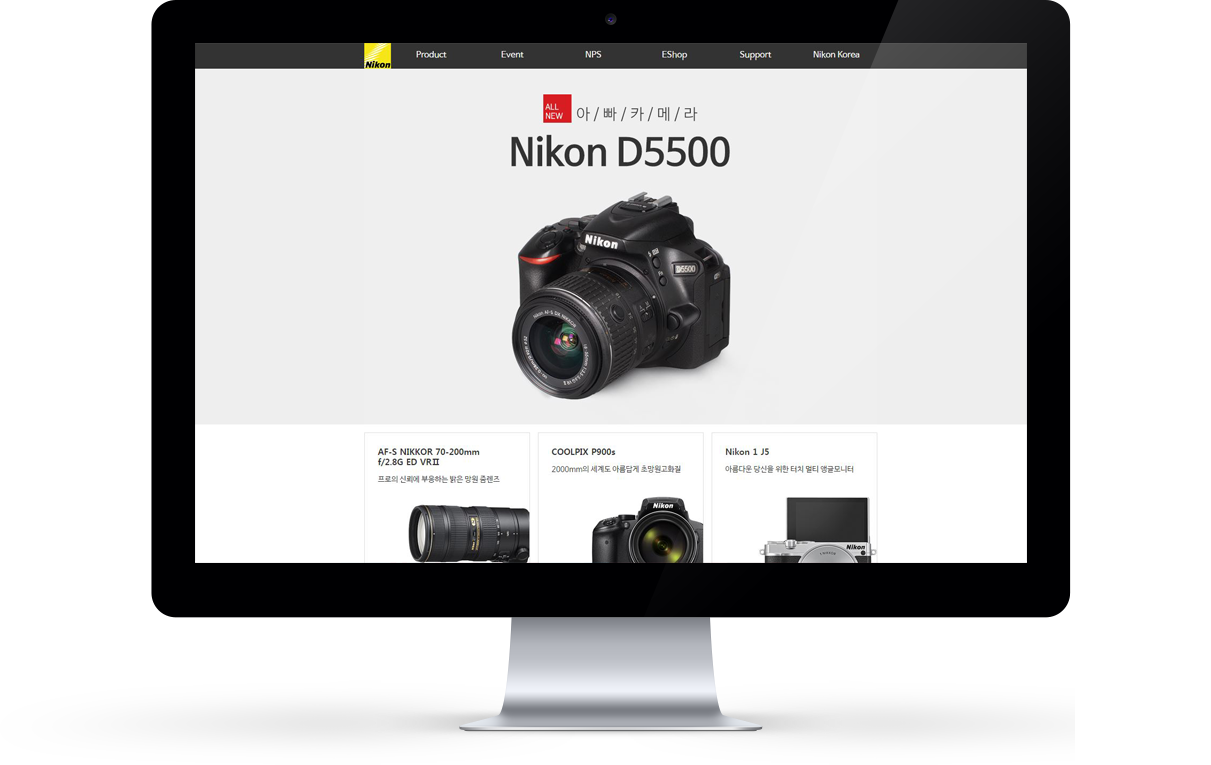 Nikon
Product
Event
NPS
EShop
Support
Nikon Korea
ALL
NEW
아/빠/카/메/라
Nikon D5500
Nikon
D5500
AF-S NIKKOR 70-200mm
f/2.8G ED VRⅡ
프로의 신뢰에 부응하는 밝은 망원 줌렌즈
COOLPIX P900s
2000mm의 세계도 아름답게 초망원고화질
Nikon
Nikon 1 J5
아름다운 당신을 위한 터치 멀티 앵글모니터
Nikon